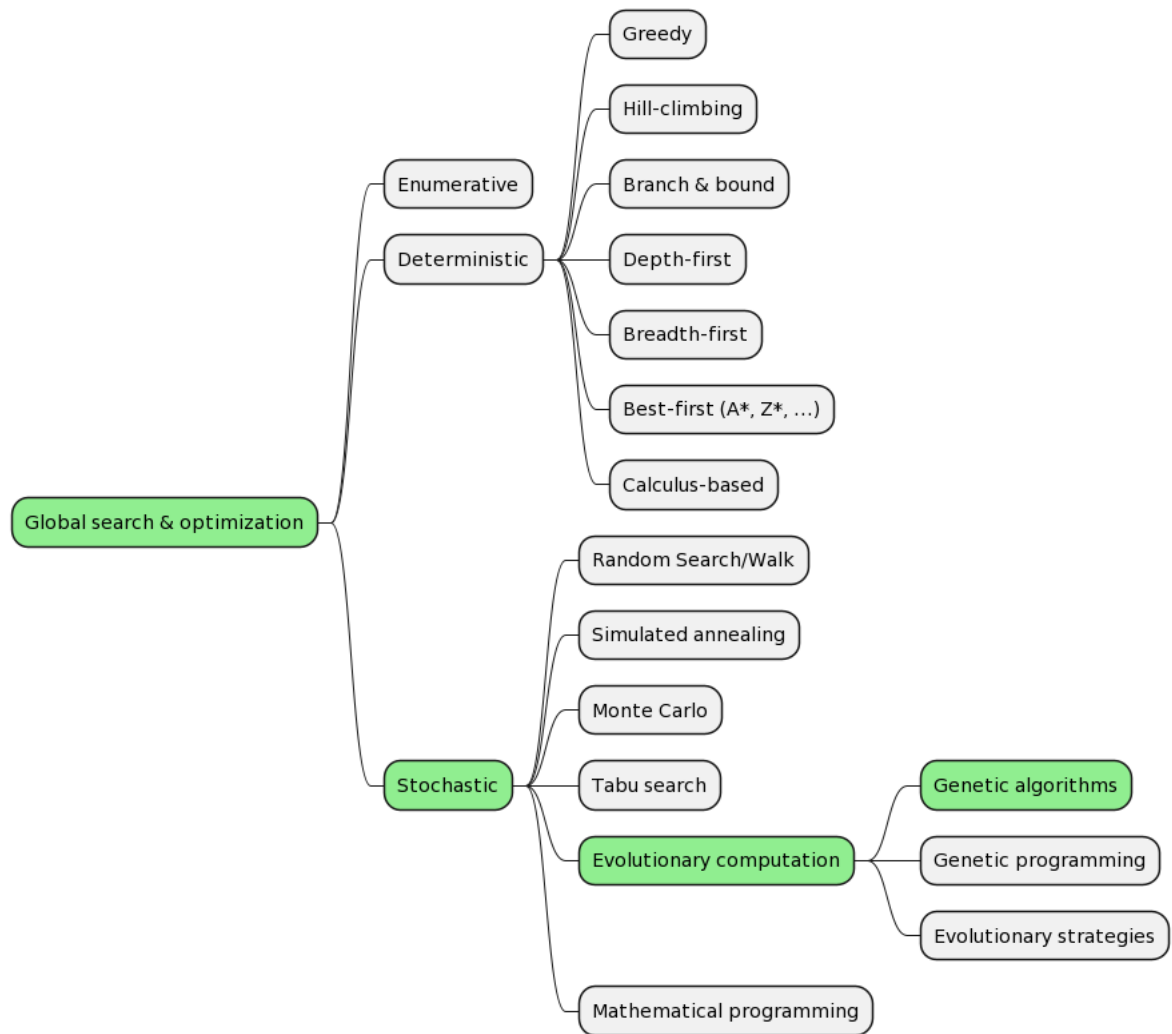 Greedy
Hill-climbing
Enumerative
Branch & bound
Deterministic
Depth-first
Breadth-first
Best-first (A*, Z*, ...)
Calculus-based
Global search & optimization
Random Search/Walk
Simulated annealing
Monte Carlo
Stochastic
Tabu search
Genetic algorithms
Evolutionary computation
Genetic programming
Evolutionary strategies
Mathematical programming